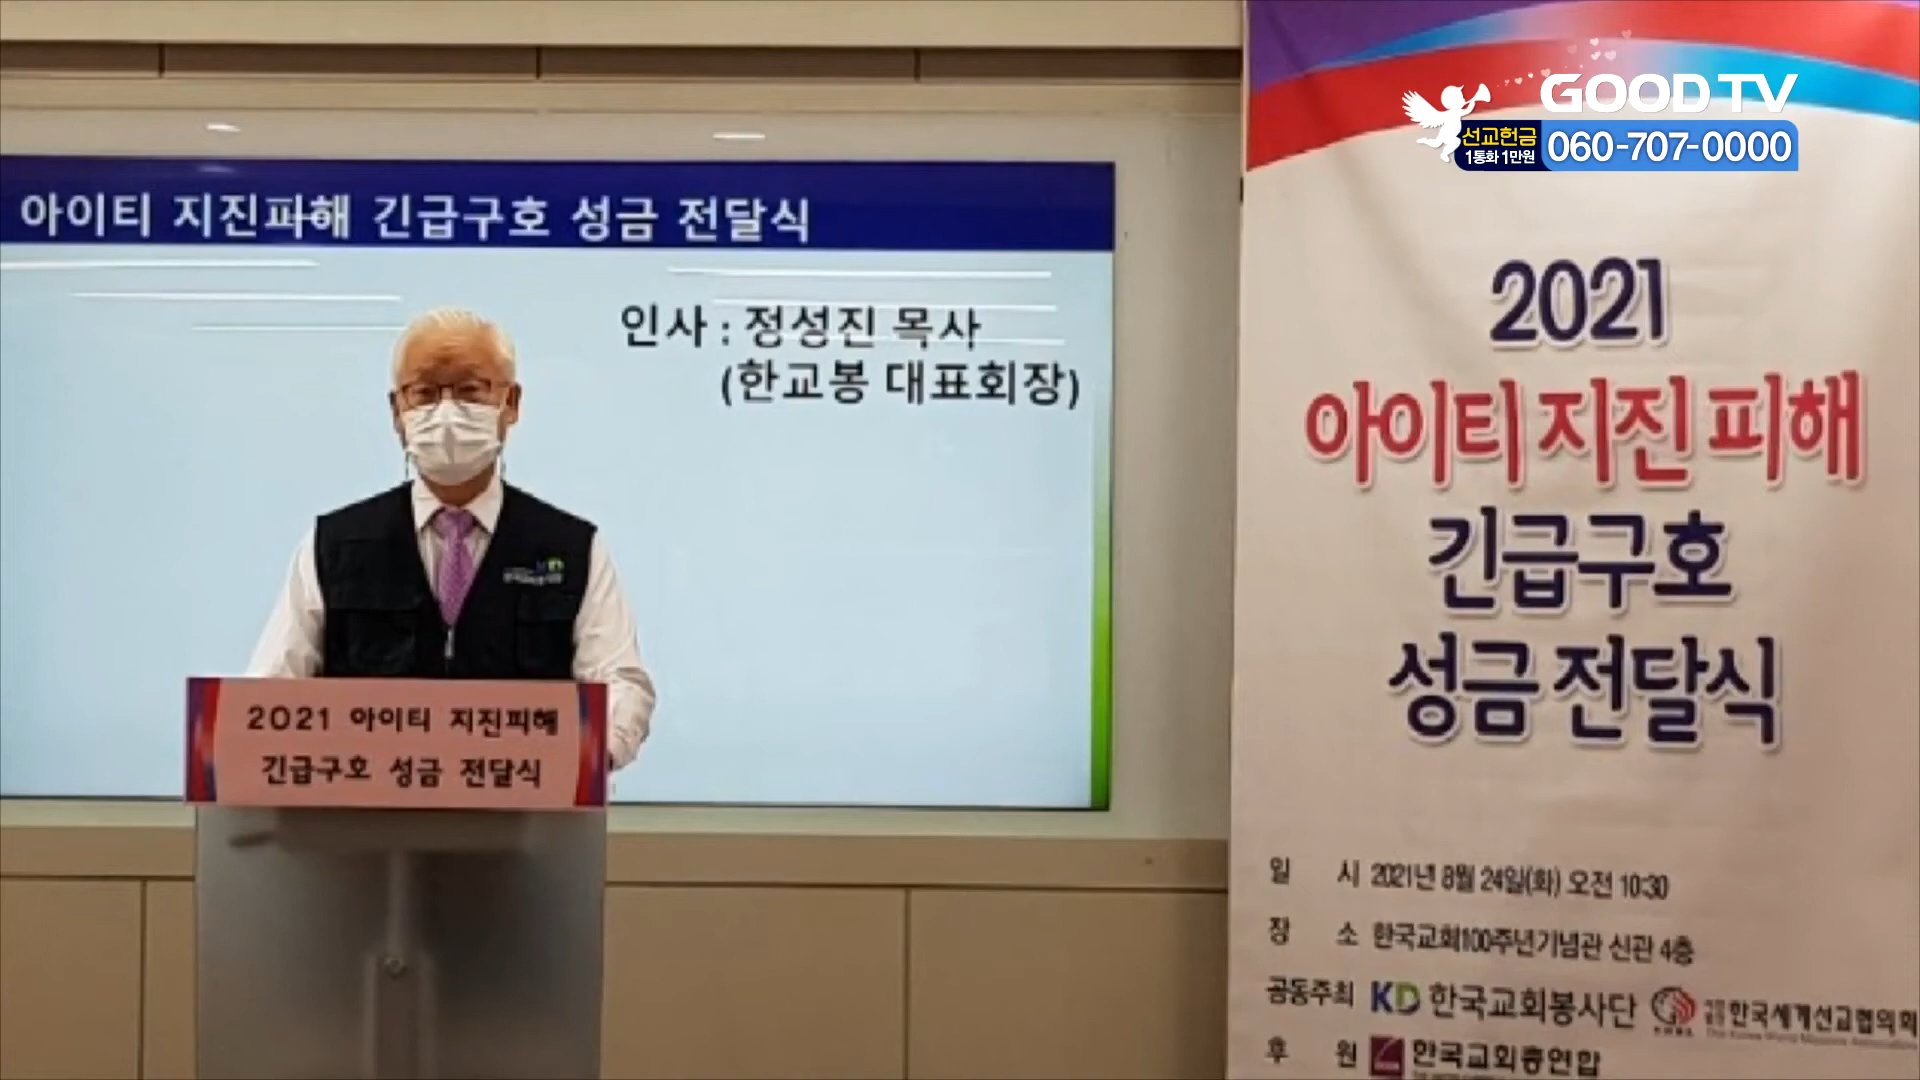 GOOD TV
선교헌금
1통화 1만원
060-707-0000
아이티 지진피해 긴급구호 성금 전달식
인사 : 정성진 목사
(한교봉 대표회장)
2021 아이티 지진피해
긴급구호 성금 전달식
2021
아이티 지진 피해
긴급구호
성금 전달식
일 시 2021년 8월 24일(화) 오전 10:30
장 소 한국교회100주년기념관 신관 4층
공동주최 KD 한국교회봉사단 한국세계선교협의회
후 원 한국교회총연합